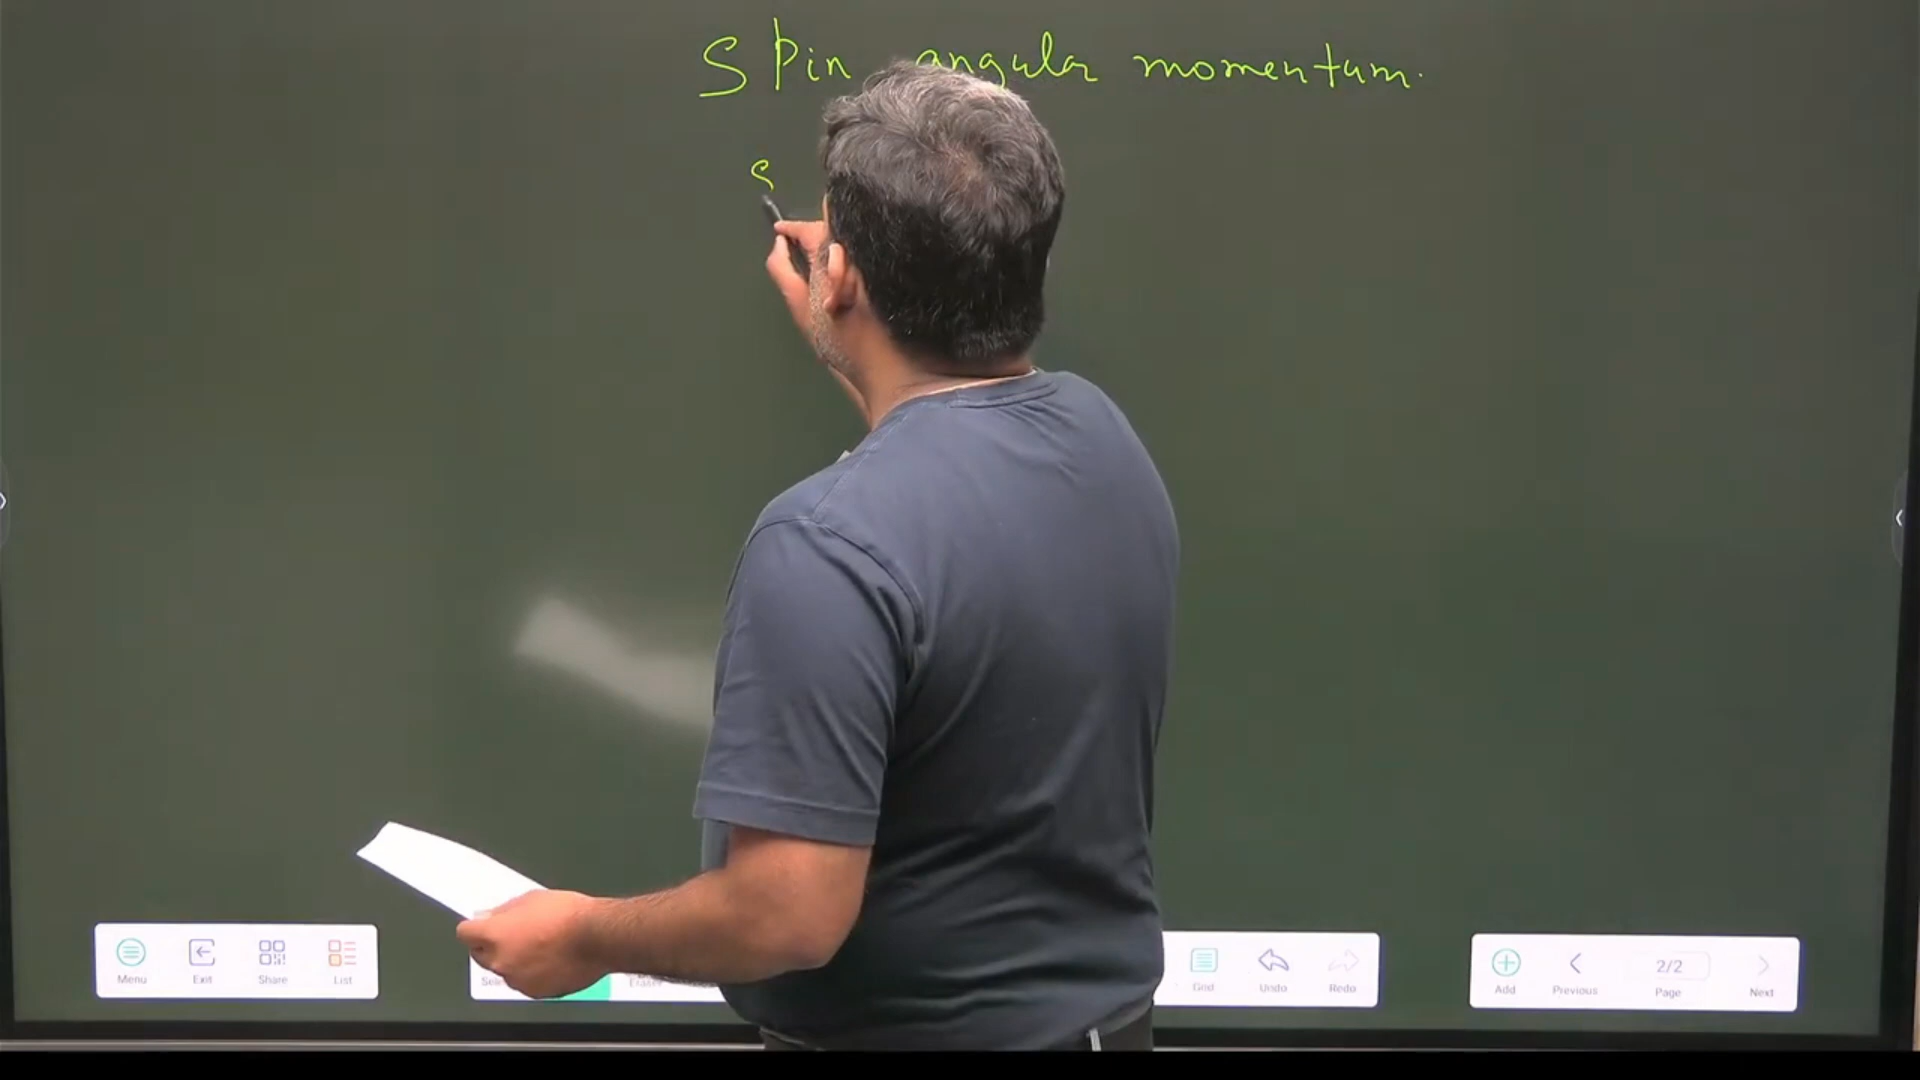 Spin angular momentum.
S
Menu Exit Share List Grid Undo Redo Add Previous 2/2 Page Next